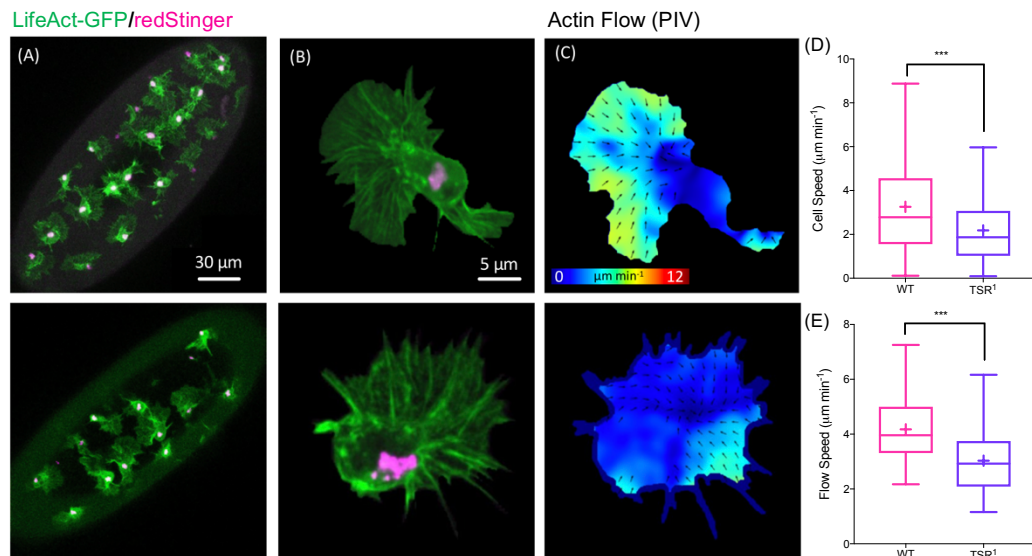 LifeAct-GFP/redStinger
Actin Flow (PIV)
(A)
30 µm
(B)
5 µm
(C)
0 µm min⁻¹ 12
(D)
***
Cell Speed (µm min⁻¹)
10
8
6
4
2
0
WT TSR¹
(E)
***
Flow Speed (µm min⁻¹)
8
6
4
2
0
WT TSR¹